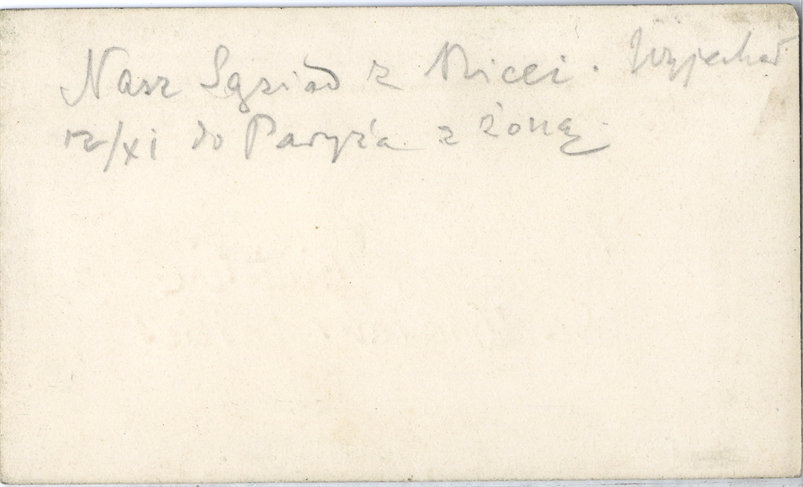 Nasz Sąsiad z Nicei. Wyjechał
12/XI do Paryża z żoną.